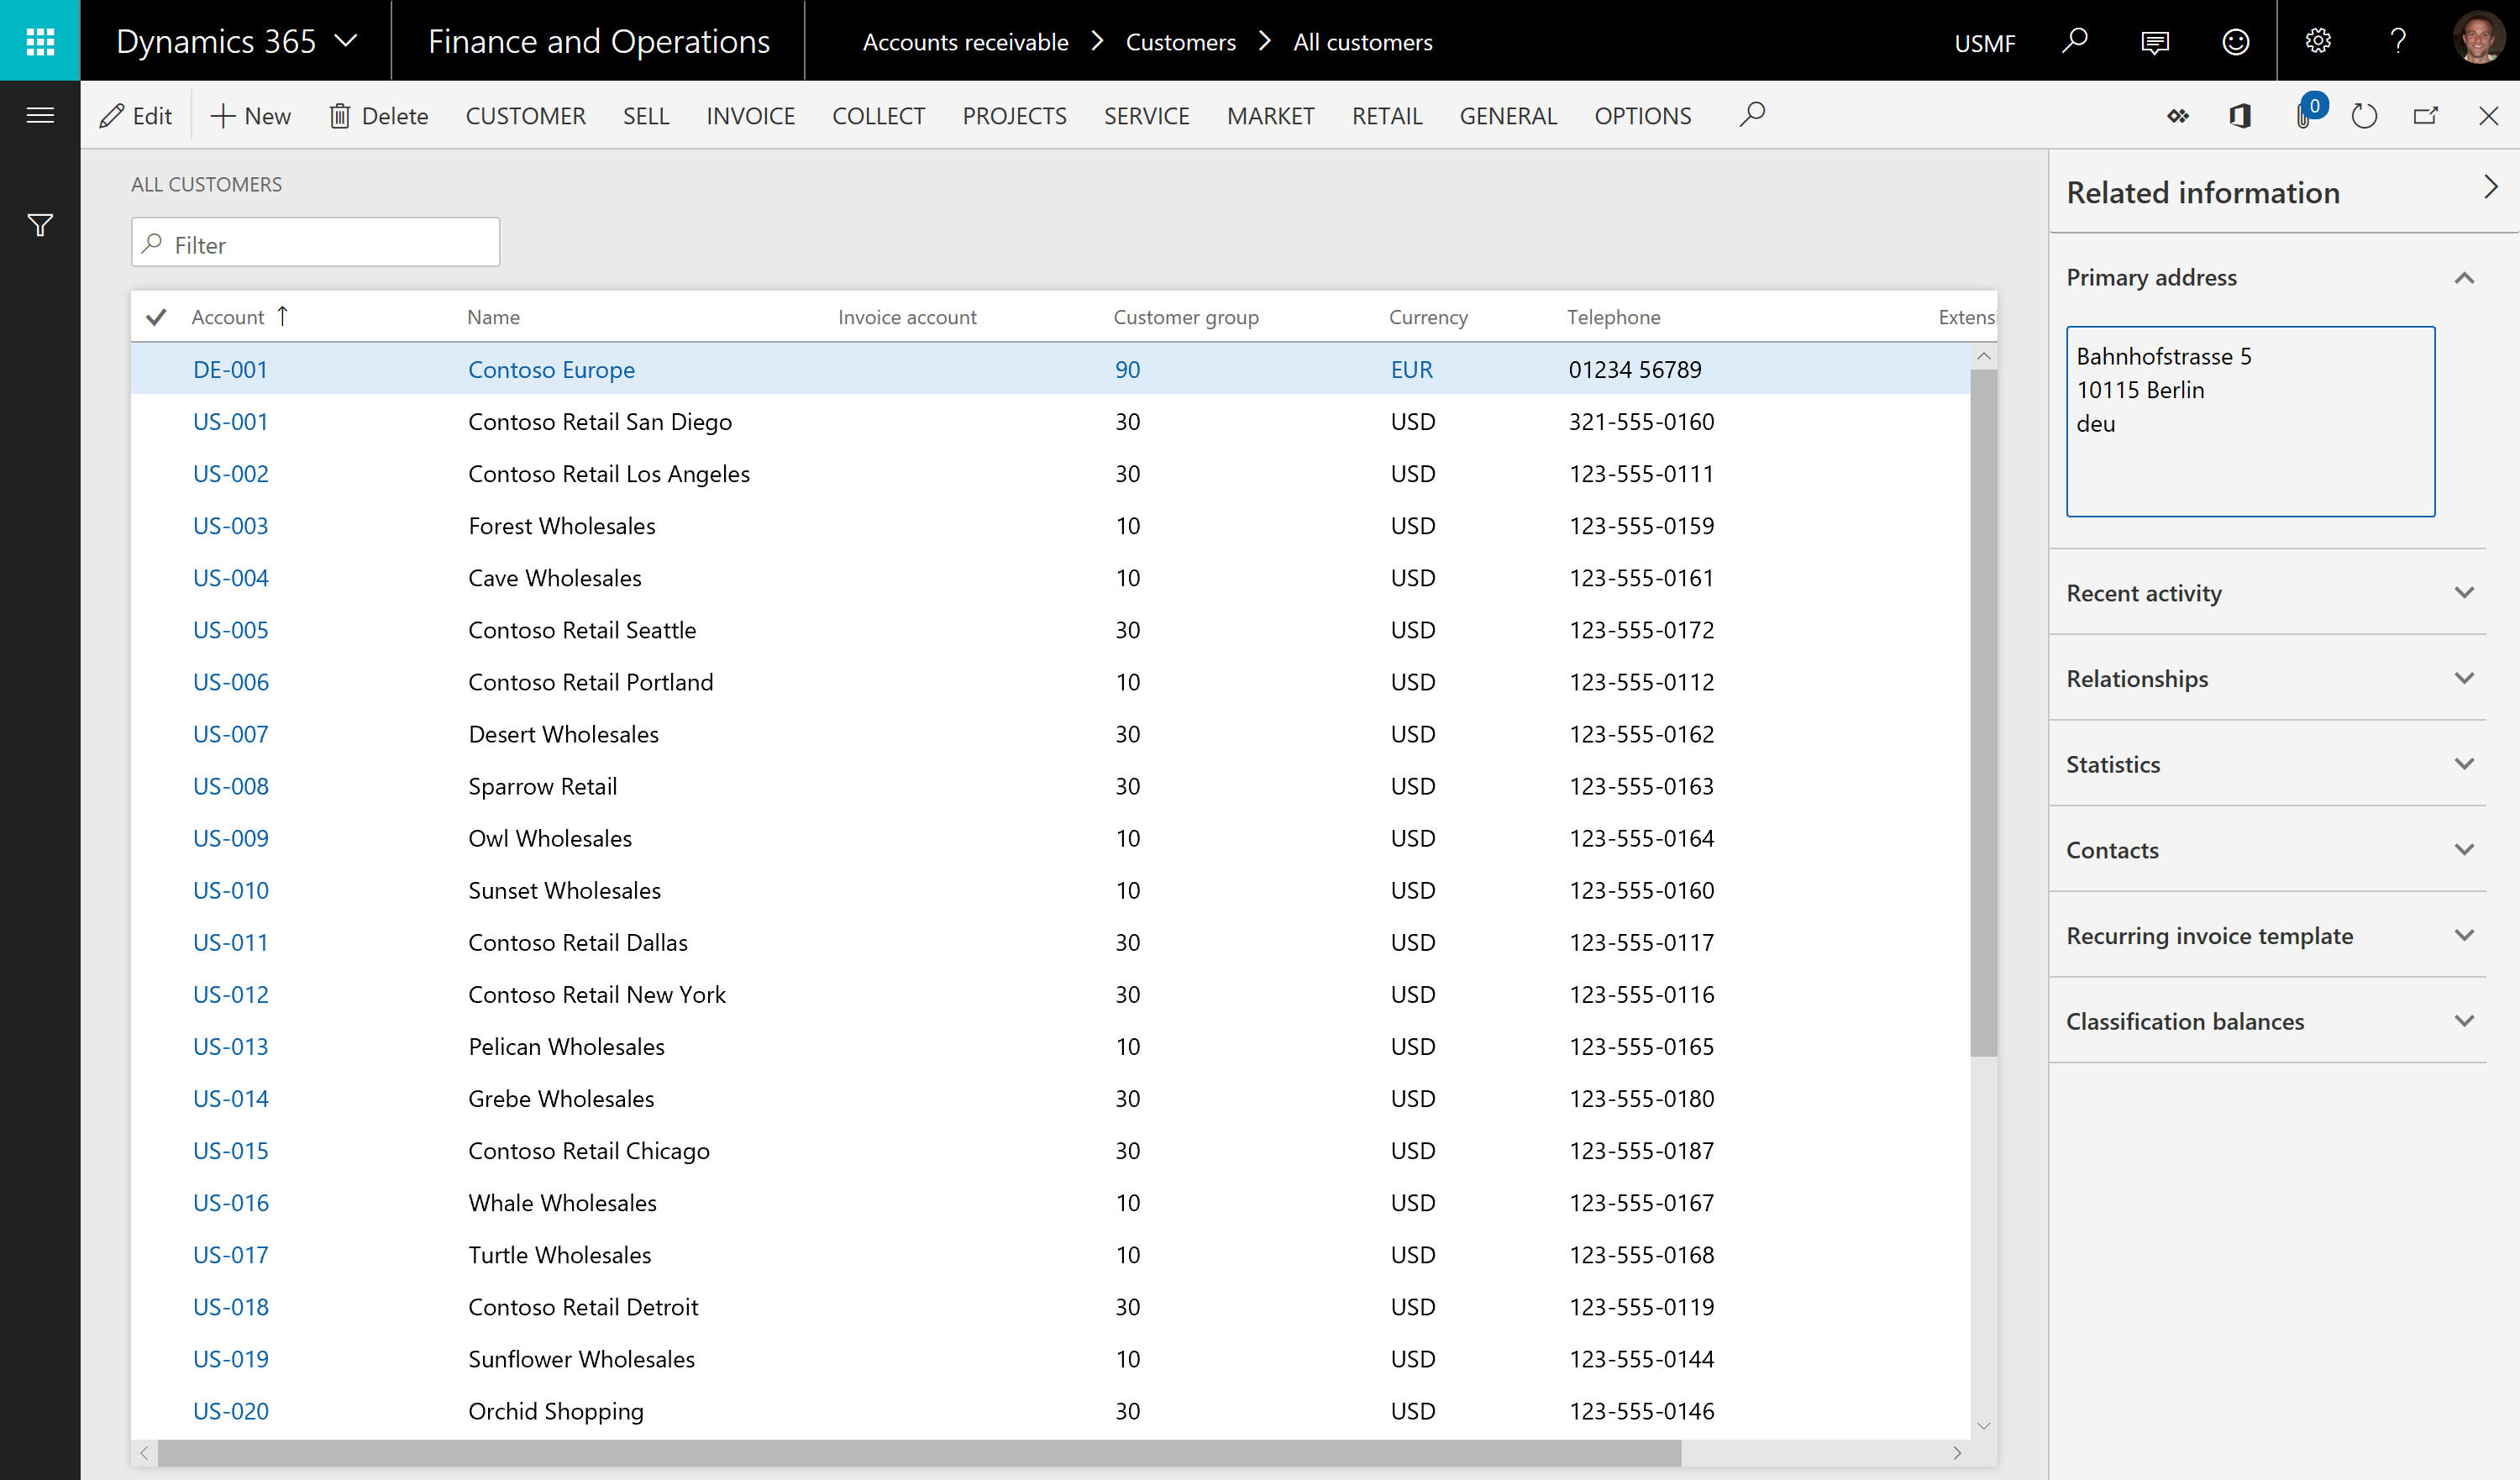 Dynamics 365 Finance and Operations Accounts receivable Customers All customers USMF
Edit New Delete CUSTOMER SELL INVOICE COLLECT PROJECTS SERVICE MARKET RETAIL GENERAL OPTIONS 0
ALL CUSTOMERS
Filter
Account Name Invoice account Customer group Currency Telephone Extensi
DE-001 Contoso Europe 90 EUR 01234 56789
US-001 Contoso Retail San Diego 30 USD 321-555-0160
US-002 Contoso Retail Los Angeles 30 USD 123-555-0111
US-003 Forest Wholesales 10 USD 123-555-0159
US-004 Cave Wholesales 10 USD 123-555-0161
US-005 Contoso Retail Seattle 30 USD 123-555-0172
US-006 Contoso Retail Portland 10 USD 123-555-0112
US-007 Desert Wholesales 30 USD 123-555-0162
US-008 Sparrow Retail 30 USD 123-555-0163
US-009 Owl Wholesales 10 USD 123-555-0164
US-010 Sunset Wholesales 10 USD 123-555-0160
US-011 Contoso Retail Dallas 30 USD 123-555-0117
US-012 Contoso Retail New York 30 USD 123-555-0116
US-013 Pelican Wholesales 10 USD 123-555-0165
US-014 Grebe Wholesales 30 USD 123-555-0180
US-015 Contoso Retail Chicago 30 USD 123-555-0187
US-016 Whale Wholesales 10 USD 123-555-0167
US-017 Turtle Wholesales 10 USD 123-555-0168
US-018 Contoso Retail Detroit 30 USD 123-555-0119
US-019 Sunflower Wholesales 10 USD 123-555-0144
US-020 Orchid Shopping 30 USD 123-555-0146
Related information
Primary address
Bahnhofstrasse 5
10115 Berlin
deu
Recent activity
Relationships
Statistics
Contacts
Recurring invoice template
Classification balances